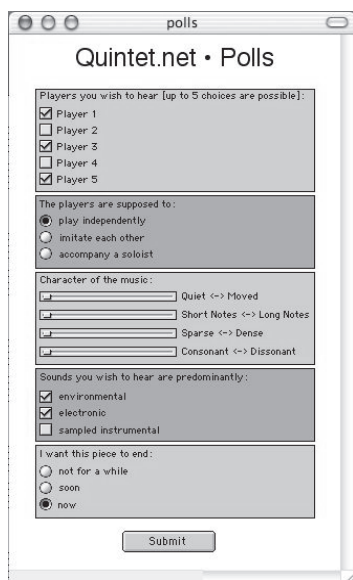 polls
Quintet.net • Polls
Players you wish to hear [up to 5 choices are possible]:
Player 1
Player 2
Player 3
Player 4
Player 5
The players are supposed to:
play independently
imitate each other
accompany a soloist
Character of the music:
Quiet <-> Moved
Short Notes <-> Long Notes
Sparse <-> Dense
Consonant <-> Dissonant
Sounds you wish to hear are predominantly:
environmental
electronic
sampled instrumental
I want this piece to end:
not for a while
soon
now
Submit